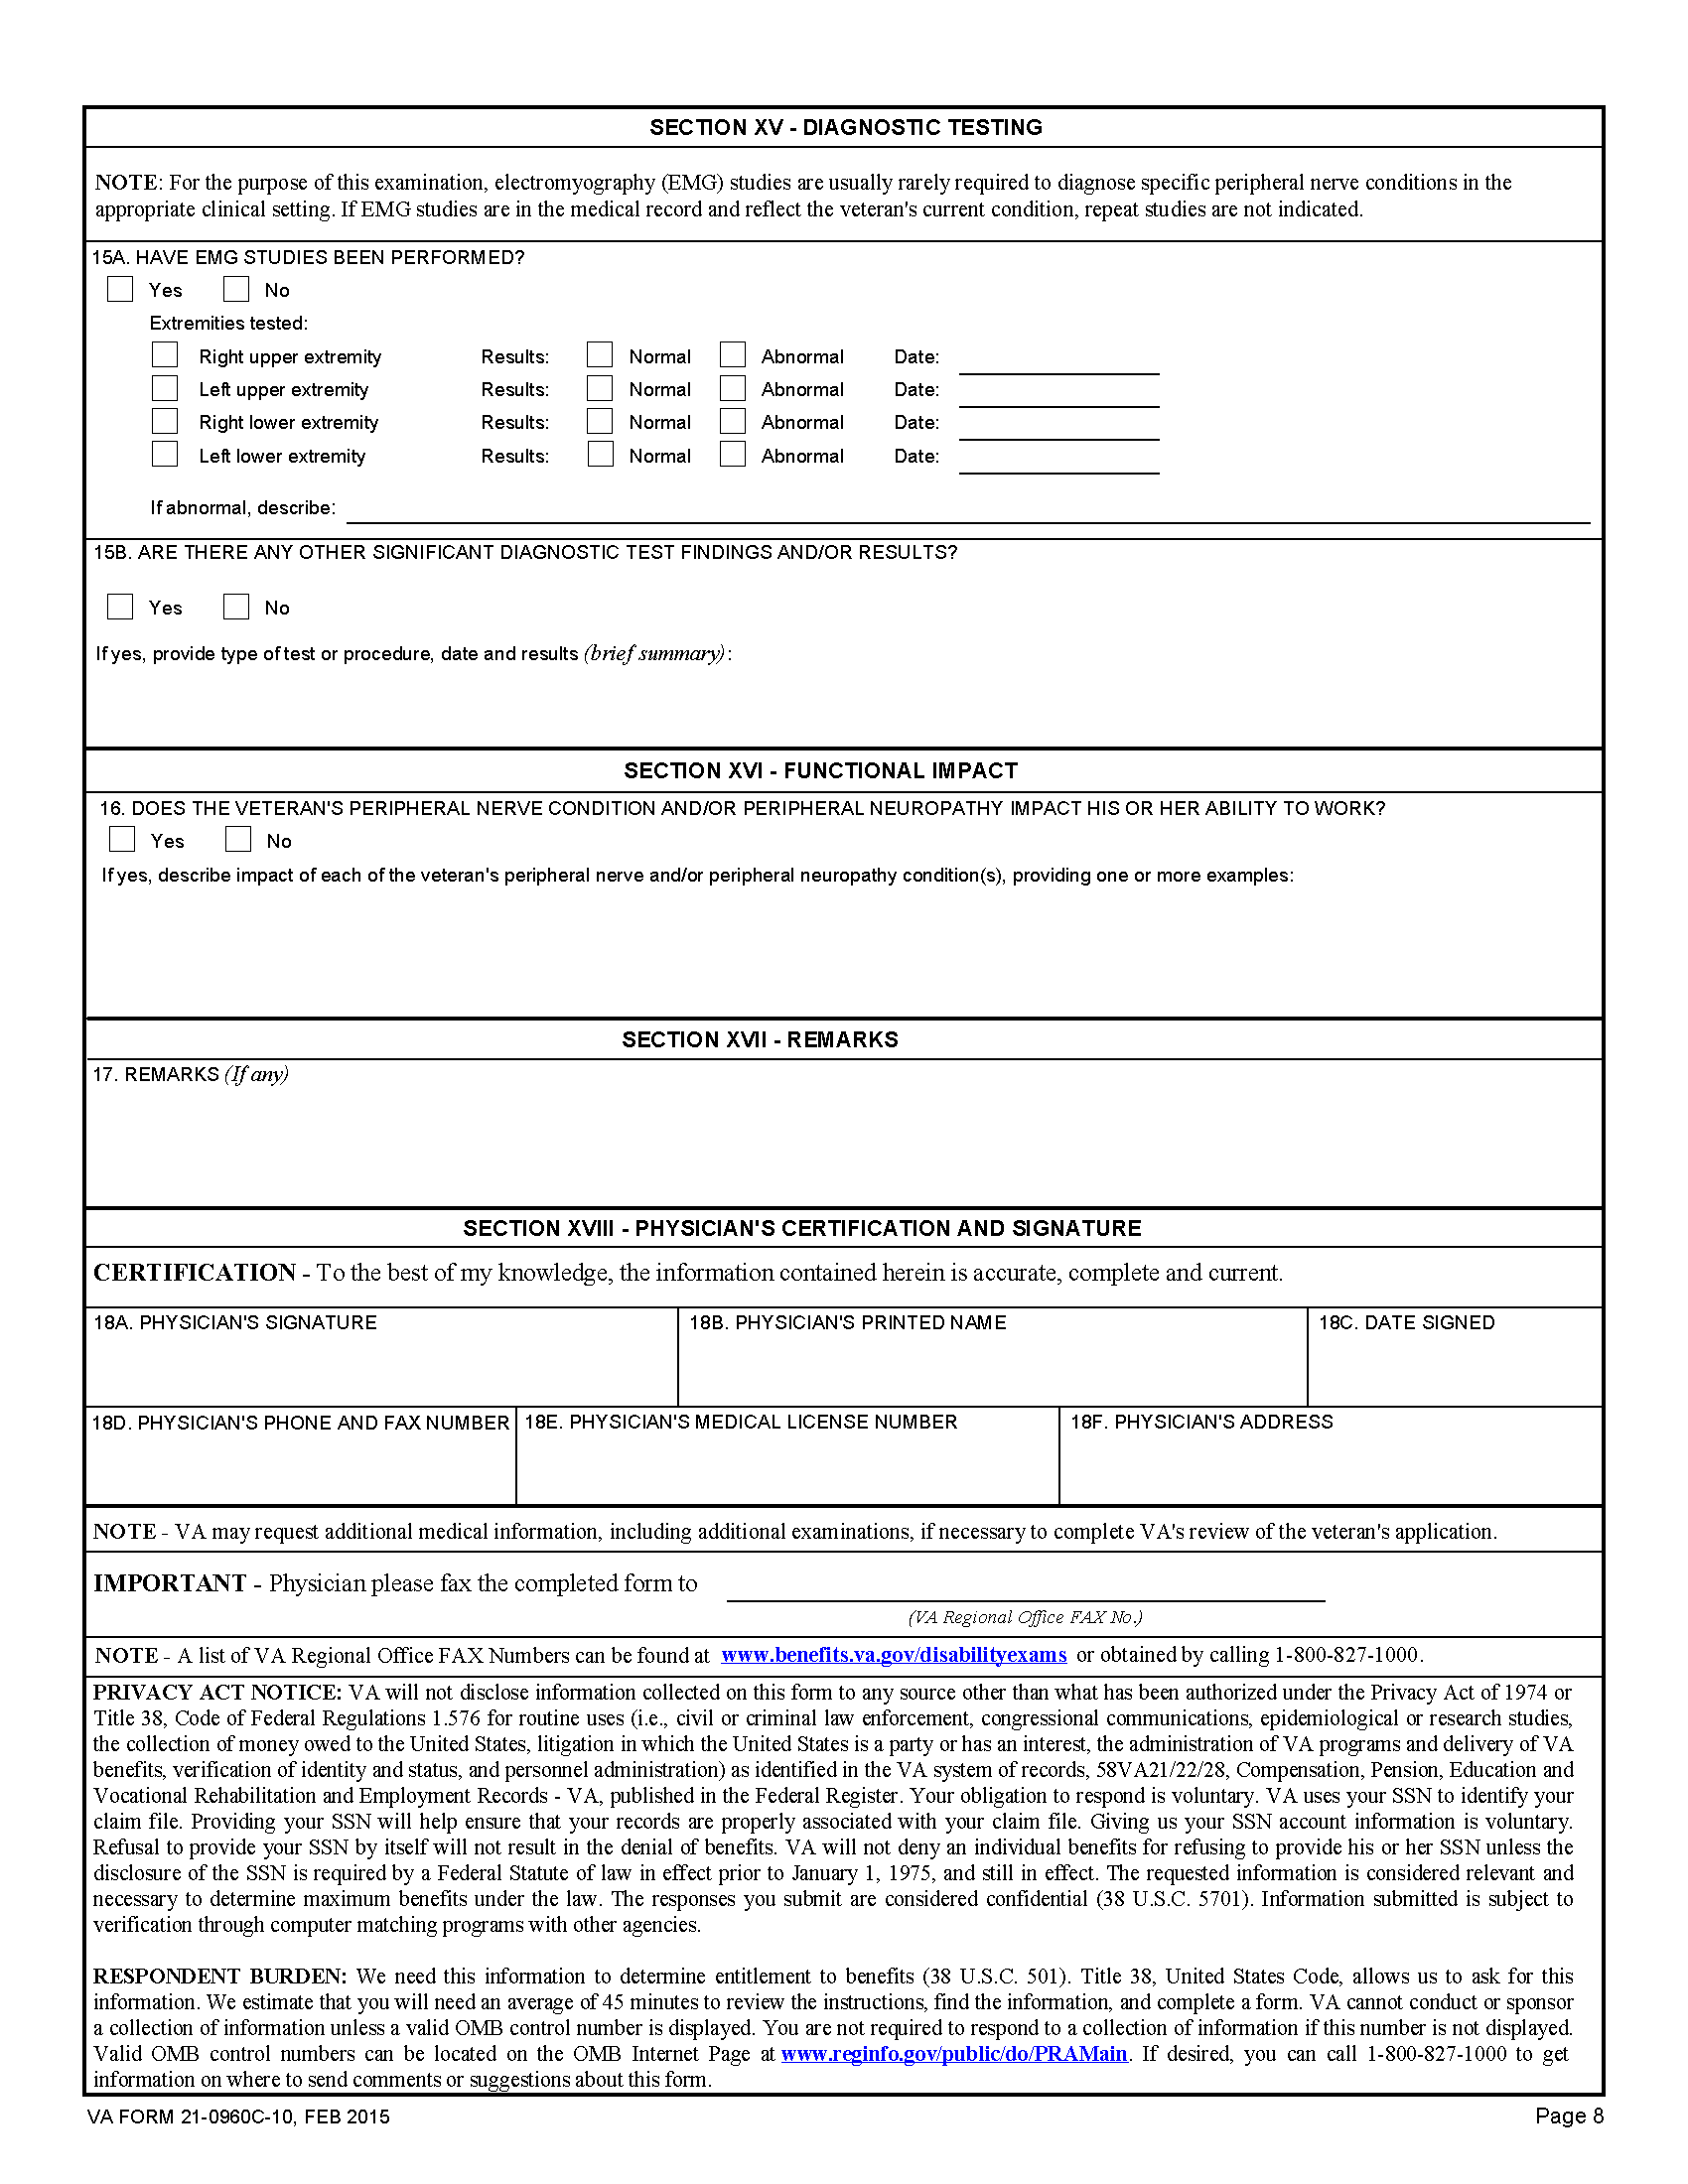 SECTION XV - DIAGNOSTIC TESTING
NOTE: For the purpose of this examination, electromyography (EMG) studies are usually rarely required to diagnose specific peripheral nerve conditions in the
appropriate clinical setting. If EMG studies are in the medical record and reflect the veteran's current condition, repeat studies are not indicated.
15A. HAVE EMG STUDIES BEEN PERFORMED?
Yes No
Extremities tested:
Right upper extremity Results: Normal Abnormal Date:
Left upper extremity Results: Normal Abnormal Date:
Right lower extremity Results: Normal Abnormal Date:
Left lower extremity Results: Normal Abnormal Date:
If abnormal, describe:
15B. ARE THERE ANY OTHER SIGNIFICANT DIAGNOSTIC TEST FINDINGS AND/OR RESULTS?
Yes No
If yes, provide type of test or procedure, date and results (brief summary):
SECTION XVI - FUNCTIONAL IMPACT
16. DOES THE VETERAN'S PERIPHERAL NERVE CONDITION AND/OR PERIPHERAL NEUROPATHY IMPACT HIS OR HER ABILITY TO WORK?
Yes No
If yes, describe impact of each of the veteran's peripheral nerve and/or peripheral neuropathy condition(s), providing one or more examples:
SECTION XVII - REMARKS
17. REMARKS (If any)
SECTION XVIII - PHYSICIAN'S CERTIFICATION AND SIGNATURE
CERTIFICATION - To the best of my knowledge, the information contained herein is accurate, complete and current.
18A. PHYSICIAN'S SIGNATURE 18B. PHYSICIAN'S PRINTED NAME 18C. DATE SIGNED
18D. PHYSICIAN'S PHONE AND FAX NUMBER 18E. PHYSICIAN'S MEDICAL LICENSE NUMBER 18F. PHYSICIAN'S ADDRESS
NOTE - VA may request additional medical information, including additional examinations, if necessary to complete VA's review of the veteran's application.
IMPORTANT - Physician please fax the completed form to
(VA Regional Office FAX No.)
NOTE - A list of VA Regional Office FAX Numbers can be found at www.benefits.va.gov/disabilityexams or obtained by calling 1-800-827-1000.
PRIVACY ACT NOTICE: VA will not disclose information collected on this form to any source other than what has been authorized under the Privacy Act of 1974 or
Title 38, Code of Federal Regulations 1.576 for routine uses (i.e., civil or criminal law enforcement, congressional communications, epidemiological or research studies,
the collection of money owed to the United States, litigation in which the United States is a party or has an interest, the administration of VA programs and delivery of VA
benefits, verification of identity and status, and personnel administration) as identified in the VA system of records, 58VA21/22/28, Compensation, Pension, Education and
Vocational Rehabilitation and Employment Records - VA, published in the Federal Register. Your obligation to respond is voluntary. VA uses your SSN to identify your
claim file. Providing your SSN will help ensure that your records are properly associated with your claim file. Giving us your SSN account information is voluntary.
Refusal to provide your SSN by itself will not result in the denial of benefits. VA will not deny an individual benefits for refusing to provide his or her SSN unless the
disclosure of the SSN is required by a Federal Statute of law in effect prior to January 1, 1975, and still in effect. The requested information is considered relevant and
necessary to determine maximum benefits under the law. The responses you submit are considered confidential (38 U.S.C. 5701). Information submitted is subject to
verification through computer matching programs with other agencies.
RESPONDENT BURDEN: We need this information to determine entitlement to benefits (38 U.S.C. 501). Title 38, United States Code, allows us to ask for this
information. We estimate that you will need an average of 45 minutes to review the instructions, find the information, and complete a form. VA cannot conduct or sponsor
a collection of information unless a valid OMB control number is displayed. You are not required to respond to a collection of information if this number is not displayed.
Valid OMB control numbers can be located on the OMB Internet Page at www.reginfo.gov/public/do/PRAMain. If desired, you can call 1-800-827-1000 to get
information on where to send comments or suggestions about this form.
VA FORM 21-0960C-10, FEB 2015 Page 8